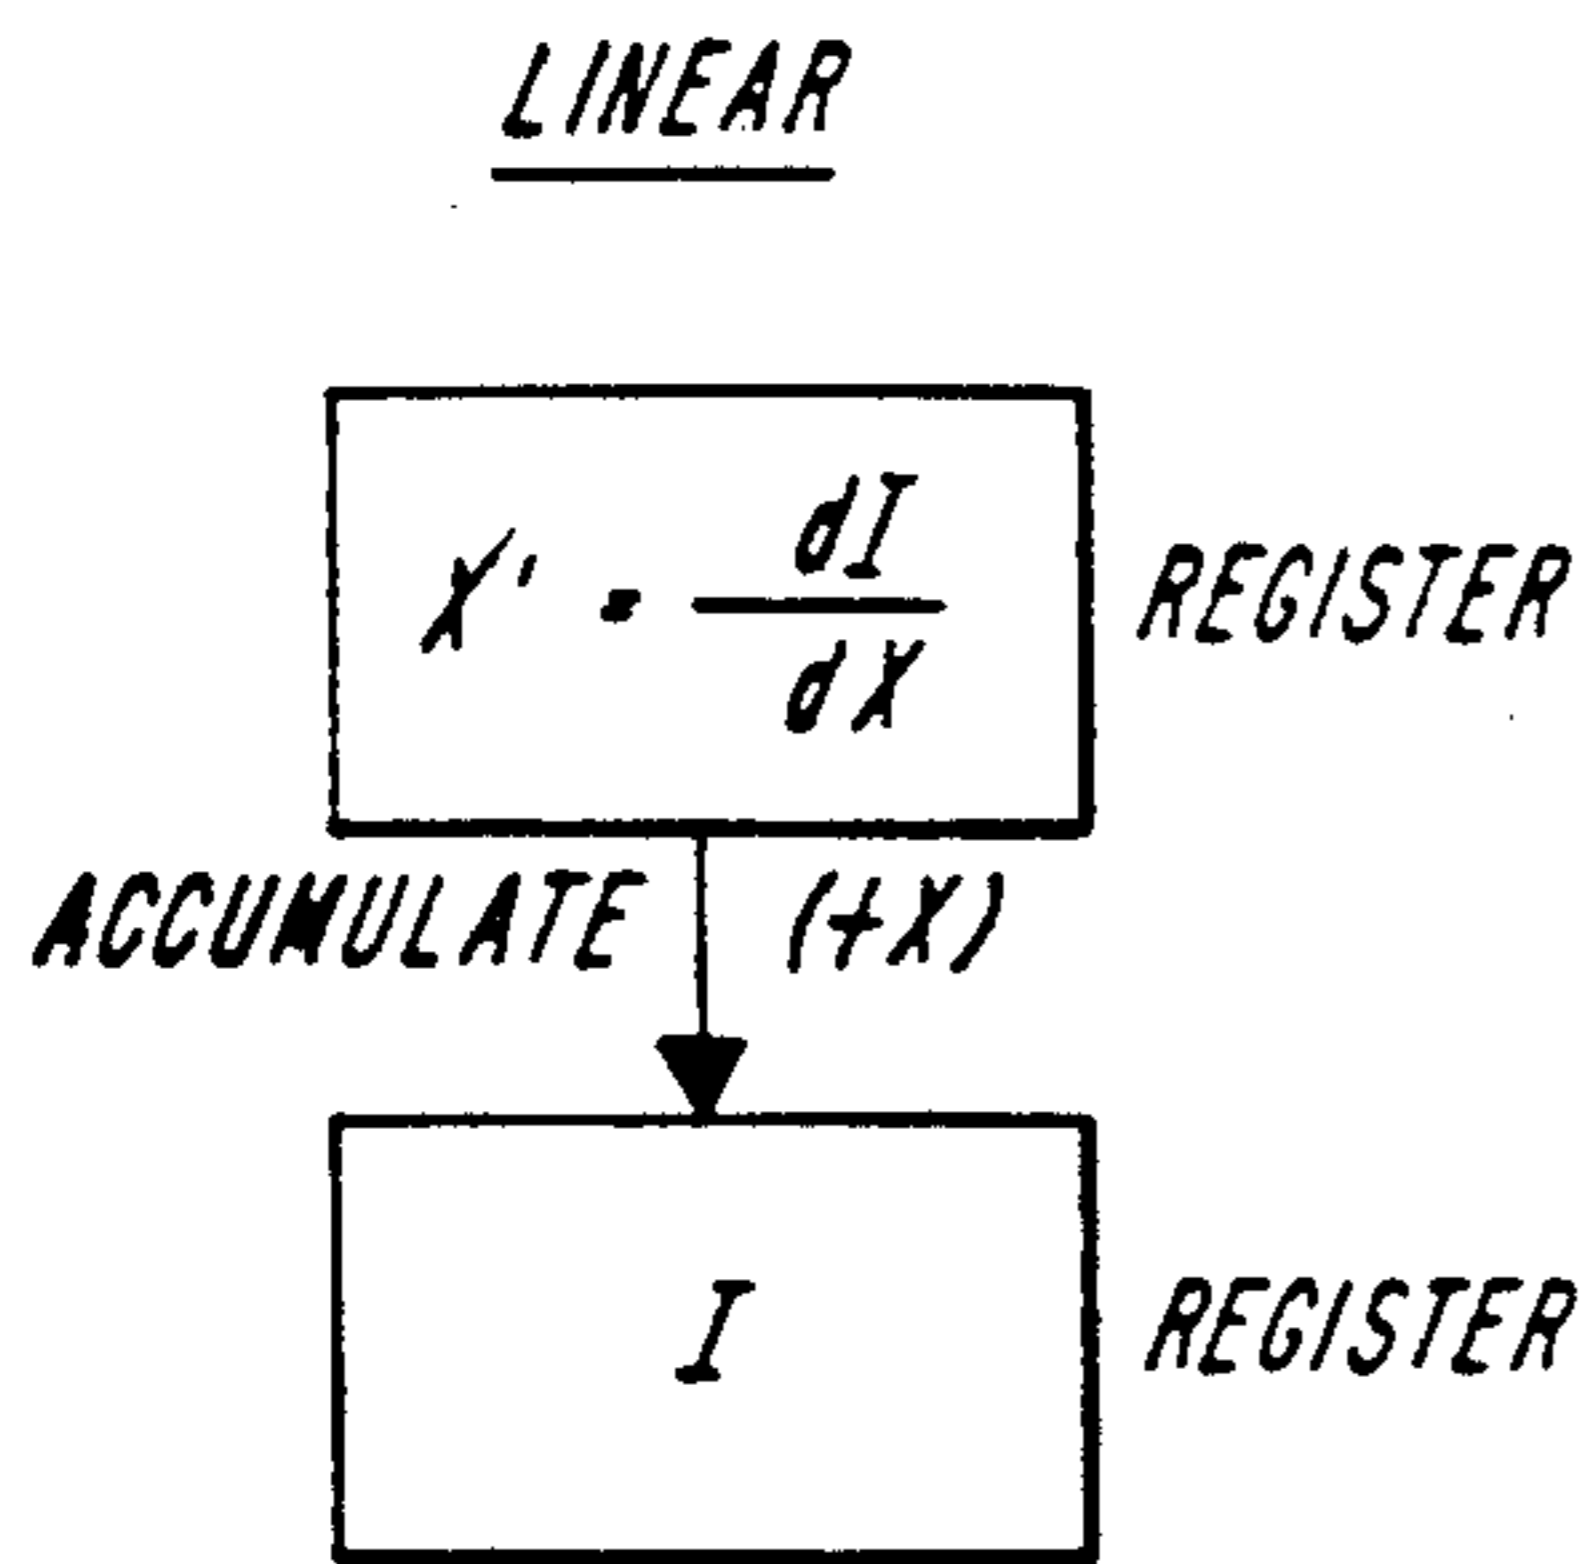 LINEAR
X' = dI/dX REGISTER
ACCUMULATE (+X)
I REGISTER